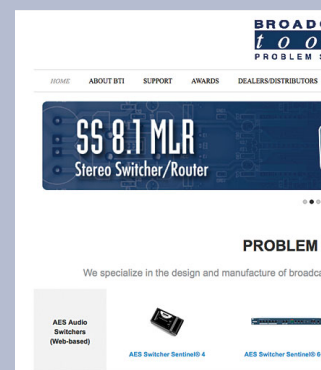 BROADC
too
PROBLEM S
HOME ABOUT BTI SUPPORT AWARDS DEALERS/DISTRIBUTORS
SS 8.1 MLR
Stereo Switcher/Router
PROBLEM
We specialize in the design and manufacture of broadca
AES Audio
Switchers
(Web-based)
AES Switcher Sentinel® 4 AES Switcher Sentinel® 6